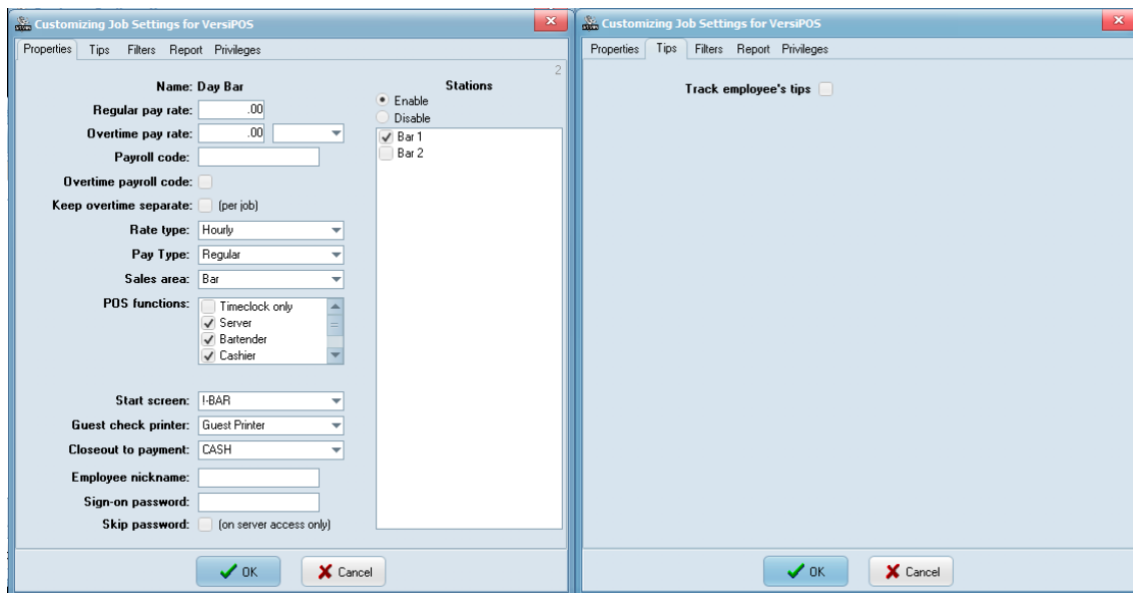 Customizing Job Settings for VersiPOS
Properties Tips Filters Report Privileges
2
Name: Day Bar
Regular pay rate: .00
Overtime pay rate: .00
Payroll code:
Overtime payroll code:
Keep overtime separate: (per job)
Rate type: Hourly
Pay Type: Regular
Sales area: Bar
POS functions: Timeclock only
Server
Bartender
Cashier
Start screen: !-BAR
Guest check printer: Guest Printer
Closeout to payment: CASH
Employee nickname:
Sign-on password:
Skip password: (on server access only)
Stations
Enable
Disable
Bar 1
Bar 2
OK Cancel
Customizing Job Settings for VersiPOS
Properties Tips Filters Report Privileges
Track employee's tips
OK Cancel